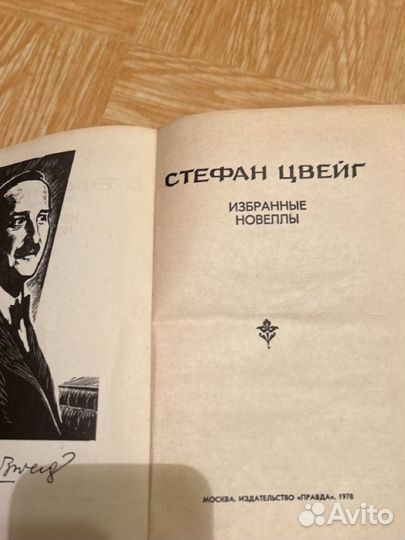 СТЕФАН ЦВЕЙГ
ИЗБРАННЫЕ
НОВЕЛЛЫ
МОСКВА. ИЗДАТЕЛЬСТВО «ПРАВДА». 1978
Avito